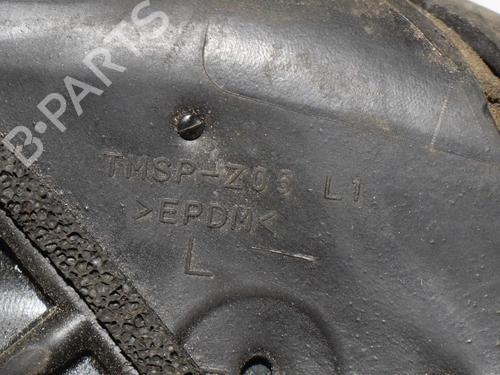 B-PARTS
TMSP-Z05 L1
>EPDM<
L